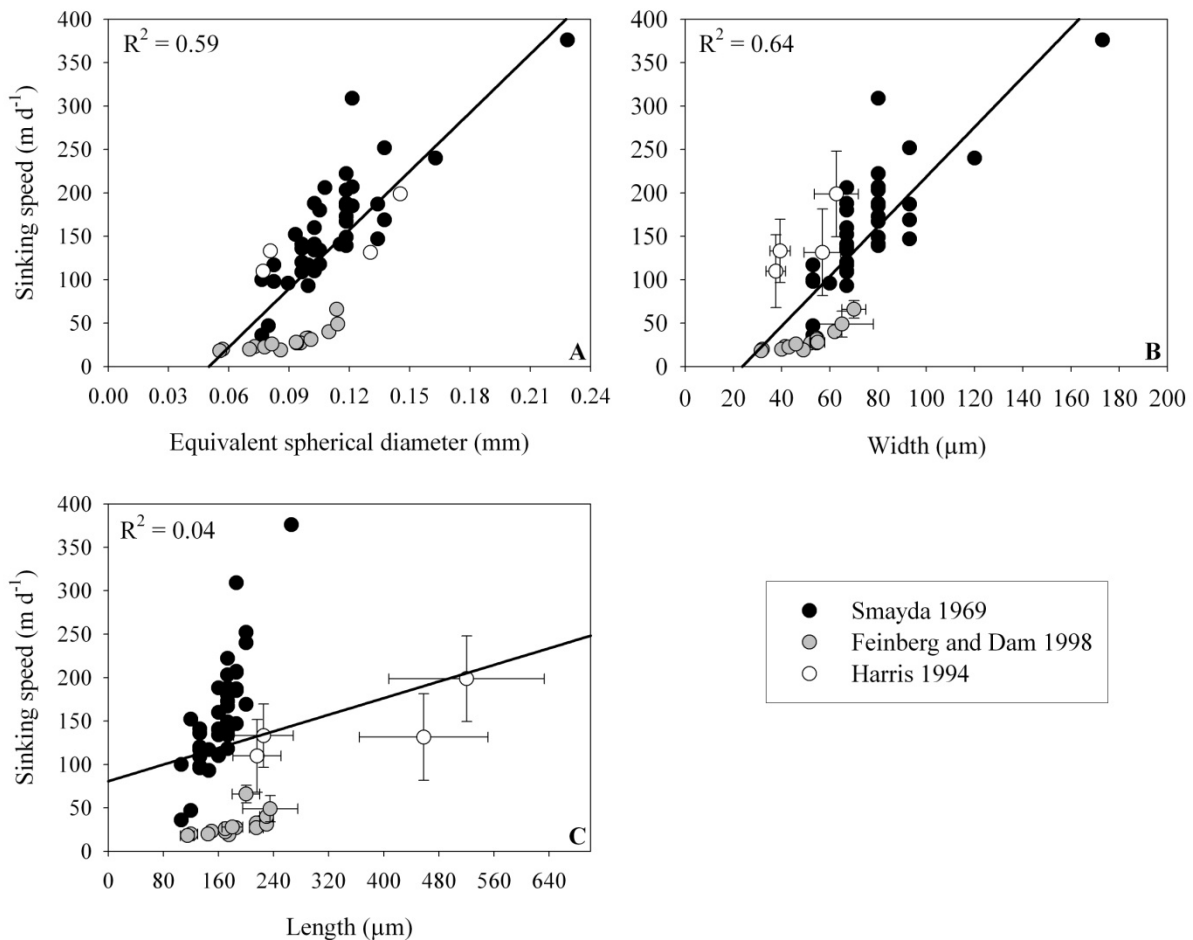 400
350
300
250
200
150
100
50
0
Sinking speed (m d⁻¹)
R² = 0.59
A
0.00 0.03 0.06 0.09 0.12 0.15 0.18 0.21 0.24
Equivalent spherical diameter (mm)
400
350
300
250
200
150
100
50
0
R² = 0.64
B
0 20 40 60 80 100 120 140 160 180 200
Width (µm)
400
350
300
250
200
150
100
50
0
Sinking speed (m d⁻¹)
R² = 0.04
C
0 80 160 240 320 400 480 560 640
Length (µm)
Smayda 1969
Feinberg and Dam 1998
Harris 1994